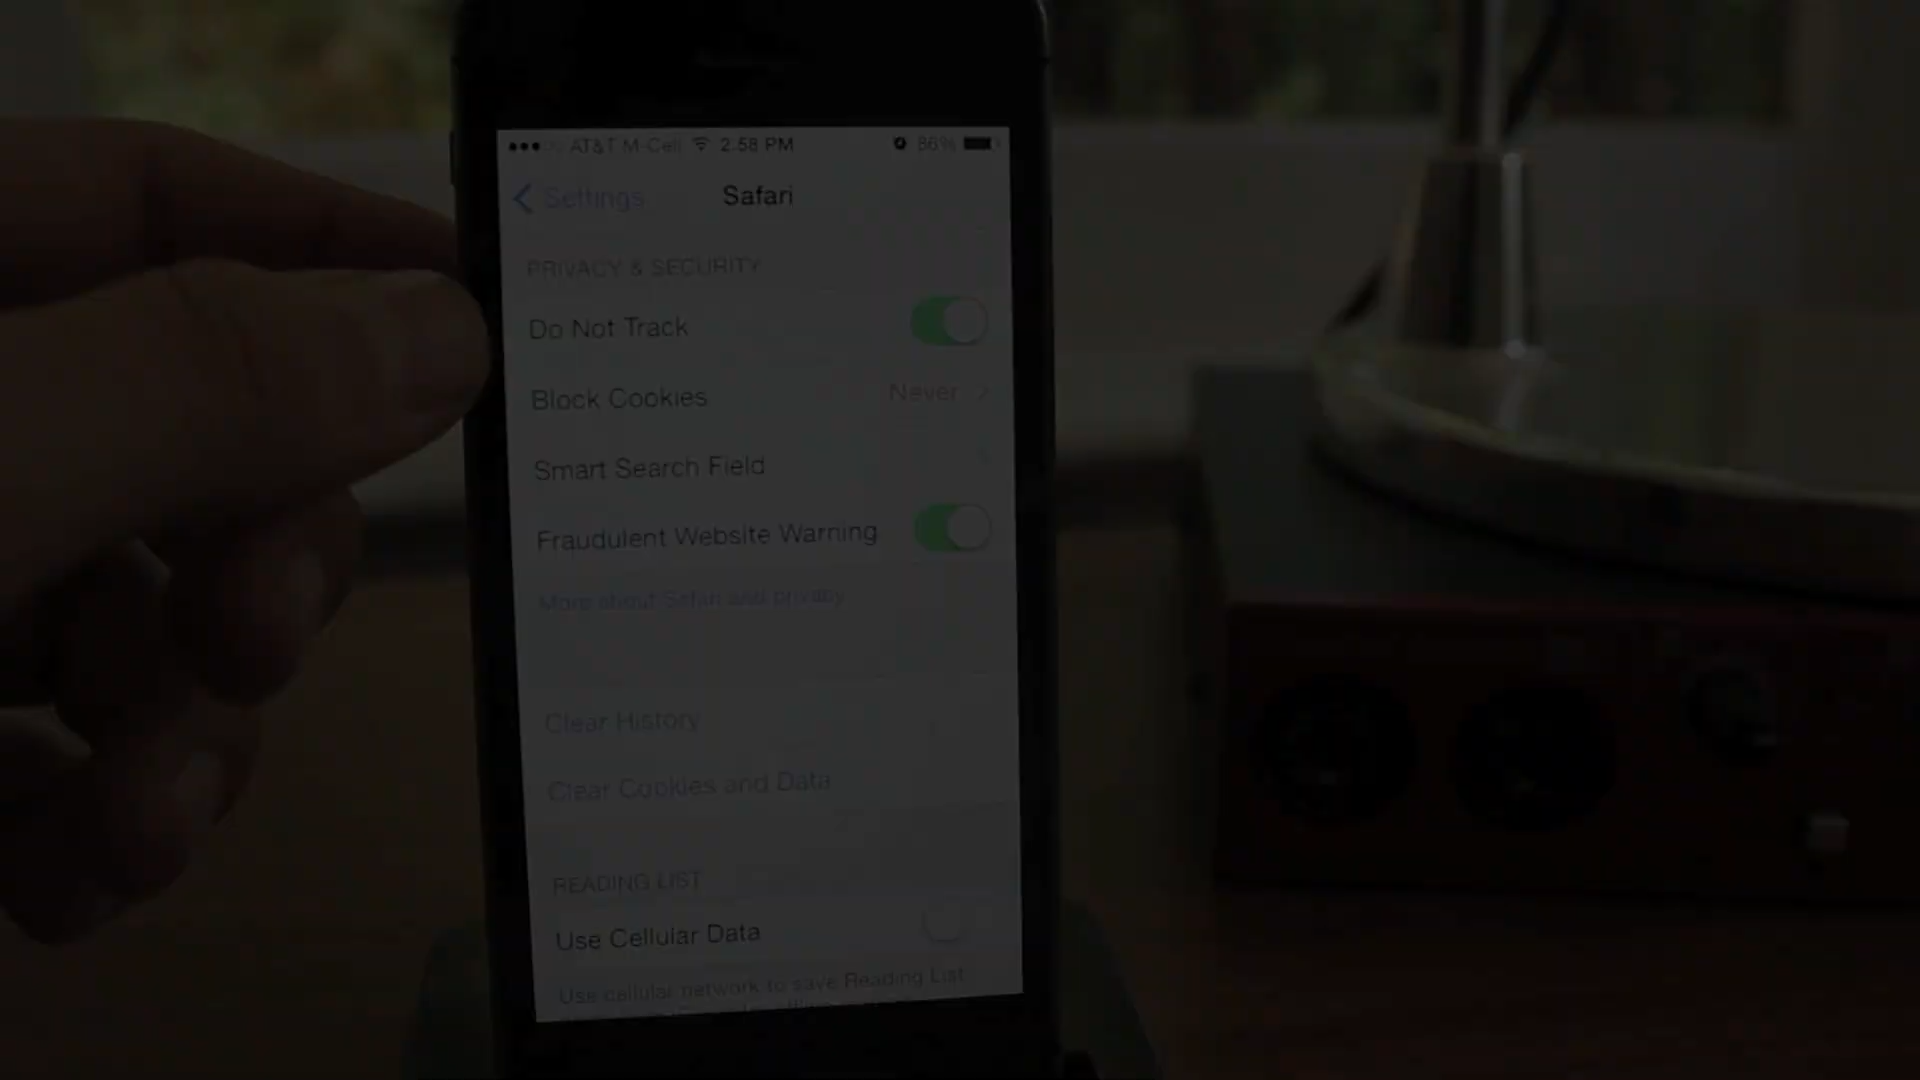 AT&T M-Cell 2:58 PM 86%
Settings Safari
PRIVACY & SECURITY
Do Not Track
Block Cookies Never
Smart Search Field
Fraudulent Website Warning
More about Safari and privacy
Clear History
Clear Cookies and Data
READING LIST
Use Cellular Data
Use cellular network to save Reading List